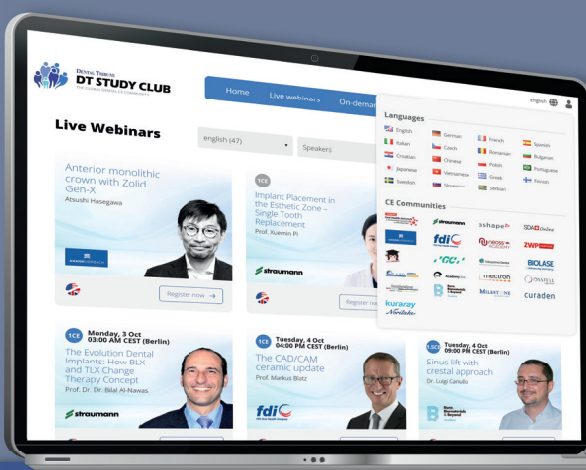 DENTAL TRIBUNE
DT STUDY CLUB
THE GLOBAL DENTAL CE COMMUNITY
Home
Live webinars
english
Languages
English
German
French
Spanish
Italian
Czech
Romanian
Bulgarian
Croatian
Chinese
Polish
Portuguese
Japanese
Vietnamese
Greek
Finnish
Swedish
CE Communities
straumann
3shape
SDA Online
fdi
neoss
ACADEMY
ZWP
GC
BIOLASE
curaden
kuraray
Noritake
Live Webinars
english (47)
Speakers
Anterior monolithic
crown with Zolid
Gen-X
Atsushi Hasegawa
Register now →
1CE
Implant Placement in
the Esthetic Zone –
Single Tooth
Replacement
Prof. Xuemin Pi
straumann
1CE
Monday, 3 Oct
03:00 AM CEST (Berlin)
The Evolution Dental
Implants: How BLX
and TLX Change
Therapy Concept
Prof. Dr. Dr. Bilal Al-Nawas
straumann
1CE
Tuesday, 4 Oct
04:00 PM CEST (Berlin)
The CAD/CAM
ceramic update
Prof. Markus Blatz
fdi
Tuesday, 4 Oct
09:00 PM CEST (Berlin)
Sinus lift with
crestal approach
Dr. Luigi Canullo